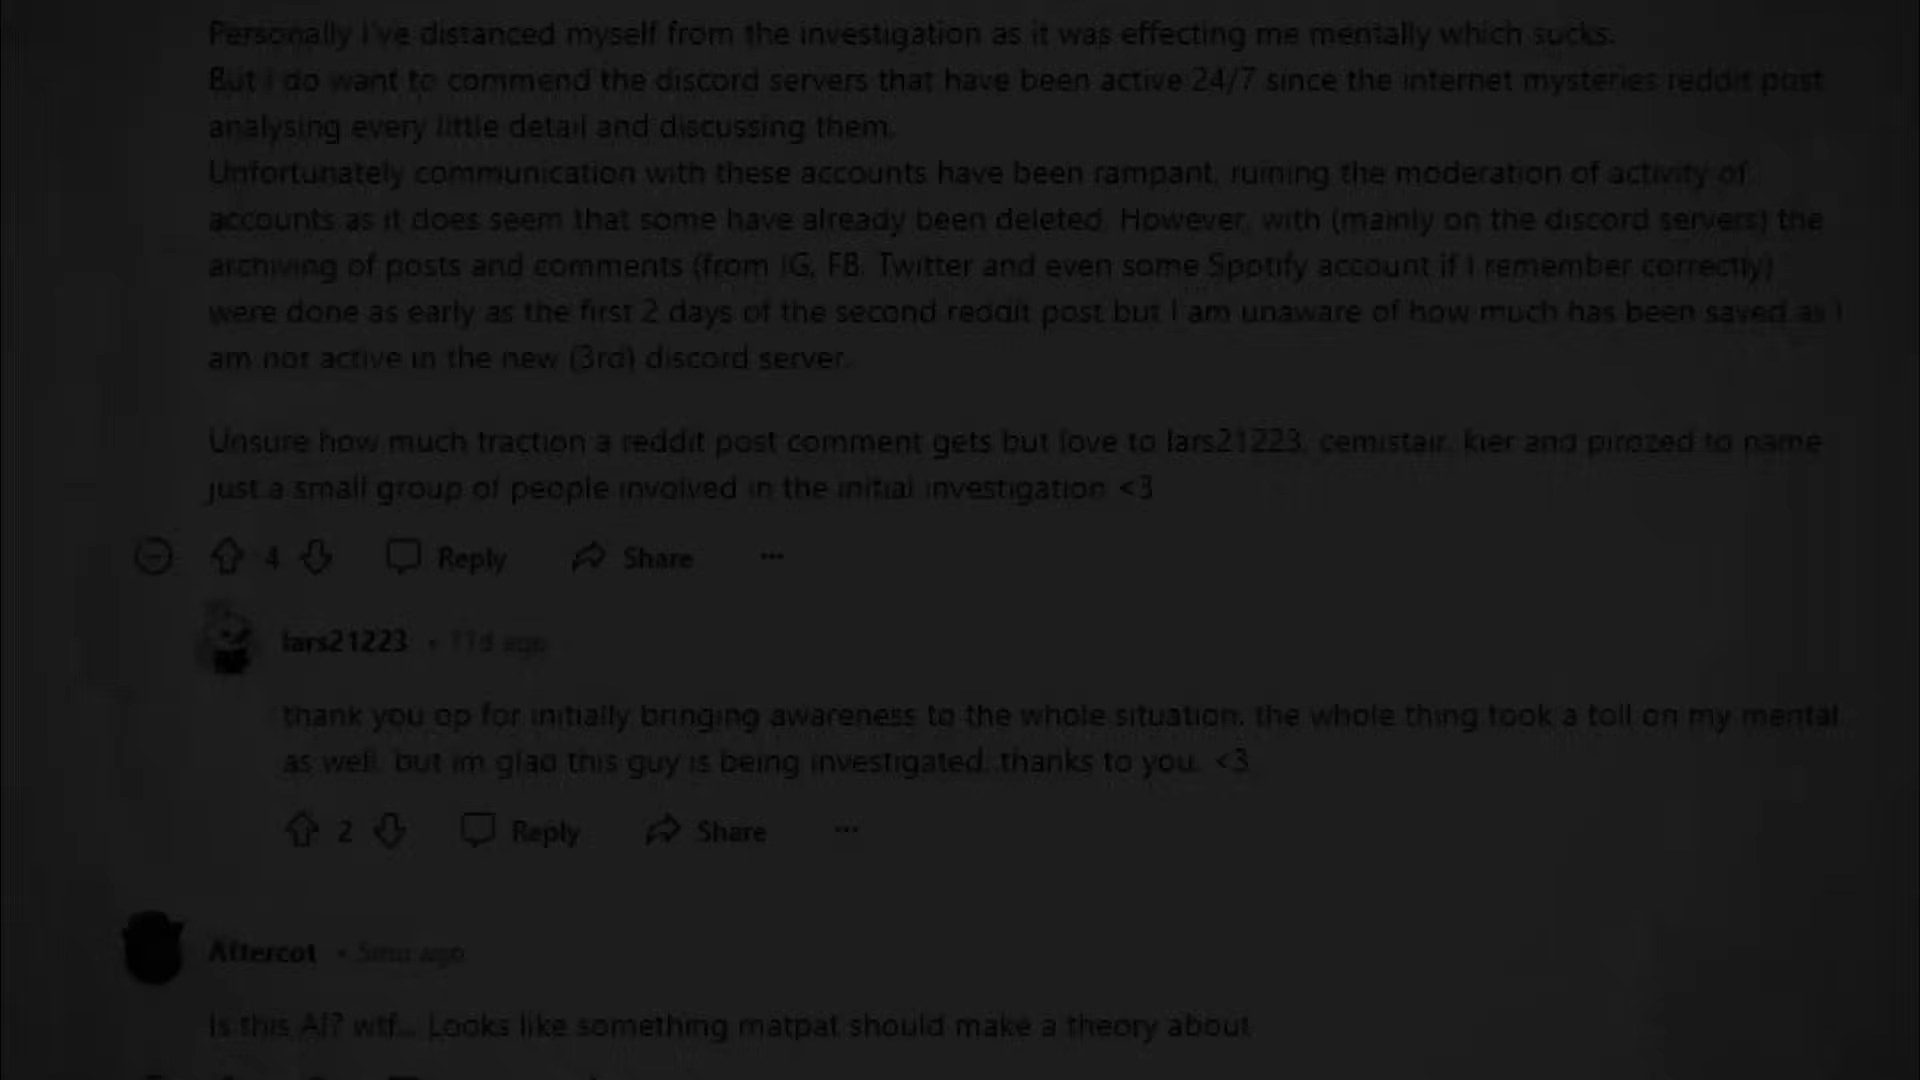 Personally I've distanced myself from the investigation as it was effecting me mentally which sucks.
But I do want to commend the discord servers that have been active 24/7 since the internet mysteries reddit post
analysing every little detail and discussing them.
Unfortunately communication with these accounts have been rampant, ruining the moderation of activity of
accounts as it does seem that some have already been deleted. However, with (mainly on the discord servers) the
archiving of posts and comments (from IG, FB, Twitter and even some Spotify account if I remember correctly)
were done as early as the first 2 days of the second reddit post but I am unaware of how much has been saved as I
am not active in the new (3rd) discord server.
Unsure how much traction a reddit post comment gets but love to lars21223, cemistair, kier and pirozed to name
just a small group of people involved in the initial investigation <3
4 Reply Share ...
lars21223 • 11d ago
thank you op for initially bringing awareness to the whole situation. the whole thing took a toll on my mental
as well. but im glad this guy is being investigated. thanks to you. <3
2 Reply Share ...
Aftercot • 5mo ago
Is this AI? wtf... Looks like something matpat should make a theory about